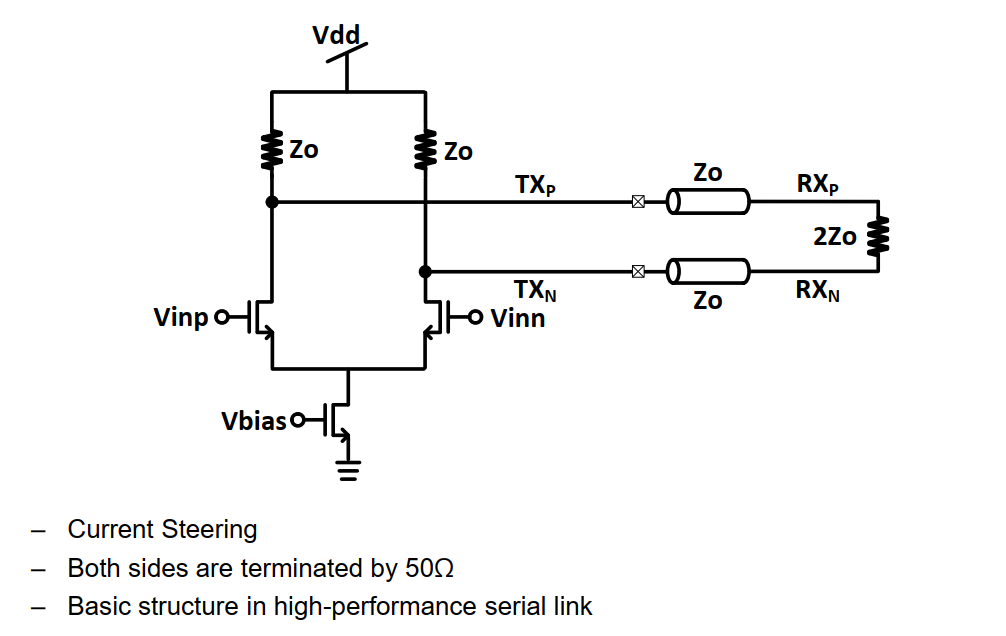 Vdd
Zo
Zo
TXP
Zo
RXP
2Zo
TXN
Zo
RXN
Vinp
Vinn
Vbias
– Current Steering
– Both sides are terminated by 50Ω
– Basic structure in high-performance serial link